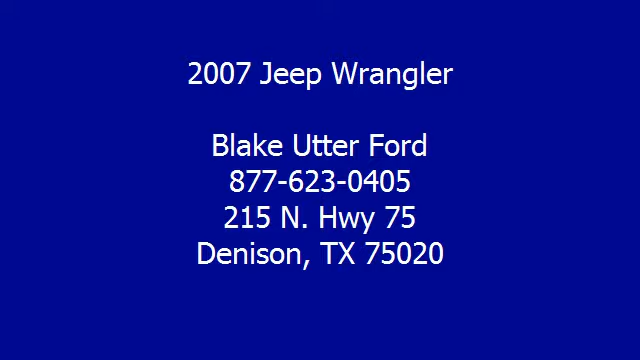 2007 Jeep Wrangler
Blake Utter Ford
877-623-0405
215 N. Hwy 75
Denison, TX 75020